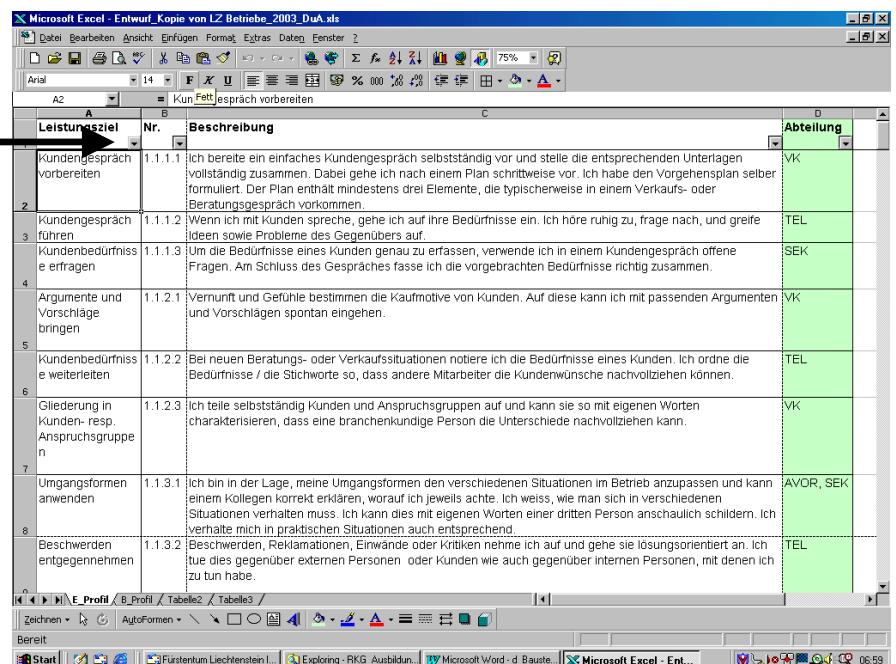 Microsoft Excel - Entwurf_Kopie von LZ Betriebe_2003_DuA.xls
Datei Bearbeiten Ansicht Einfügen Format Extras Daten Fenster ?
75%
Arial 14 F K U % 000
A2 = Kun Fett espräch vorbereiten
A B C D
Leistungsziel Nr. Beschreibung Abteilung
2 Kundengespräch vorbereiten 1.1.1.1 Ich bereite ein einfaches Kundengespräch selbstständig vor und stelle die entsprechenden Unterlagen VK
vollständig zusammen. Dabei gehe ich nach einem Plan schrittweise vor. Ich habe den Vorgehensplan selber
formuliert. Der Plan enthält mindestens drei Elemente, die typischerweise in einem Verkaufs- oder
Beratungsgespräch vorkommen.
3 Kundengespräch führen 1.1.1.2 Wenn ich mit Kunden spreche, gehe ich auf ihre Bedürfnisse ein. Ich höre ruhig zu, frage nach, und greife TEL
Ideen sowie Probleme des Gegenübers auf.
4 Kundenbedürfniss e erfragen 1.1.1.3 Um die Bedürfnisse eines Kunden genau zu erfassen, verwende ich in einem Kundengespräch offene SEK
Fragen. Am Schluss des Gespräches fasse ich die vorgebrachten Bedürfnisse richtig zusammen.
5 Argumente und Vorschläge bringen 1.1.2.1 Vernunft und Gefühle bestimmen die Kaufmotive von Kunden. Auf diese kann ich mit passenden Argumenten VK
und Vorschlägen spontan eingehen.
6 Kundenbedürfniss e weiterleiten 1.1.2.2 Bei neuen Beratungs- oder Verkaufssituationen notiere ich die Bedürfnisse eines Kunden. Ich ordne die TEL
Bedürfnisse / die Stichworte so, dass andere Mitarbeiter die Kundenwünsche nachvollziehen können.
7 Gliederung in Kunden- resp. Anspruchsgruppe n 1.1.2.3 Ich teile selbstständig Kunden und Anspruchsgruppen auf und kann sie so mit eigenen Worten VK
charakterisieren, dass eine branchenkundige Person die Unterschiede nachvollziehen kann.
8 Umgangsformen anwenden 1.1.3.1 Ich bin in der Lage, meine Umgangsformen den verschiedenen Situationen im Betrieb anzupassen und kann AVOR, SEK
einem Kollegen korrekt erklären, worauf ich jeweils achte. Ich weiss, wie man sich in verschiedenen
Situationen verhalten muss. Ich kann dies mit eigenen Worten einer dritten Person anschaulich schildern. Ich
verhalte mich in praktischen Situationen auch entsprechend.
Beschwerden entgegennehmen 1.1.3.2 Beschwerden, Reklamationen, Einwände oder Kritiken nehme ich auf und gehe sie lösungsorientiert an. Ich TEL
tue dies gegenüber externen Personen oder Kunden wie auch gegenüber internen Personen, mit denen ich
zu tun habe.
E_Profil B_Profil Tabelle2 Tabelle3
Zeichnen AutoFormen
Bereit
Start Fürstentum Liechtenstein I... Exploring - RKG_Ausbildun... Microsoft Word - d_Bauste... Microsoft Excel - Ent... 06:59